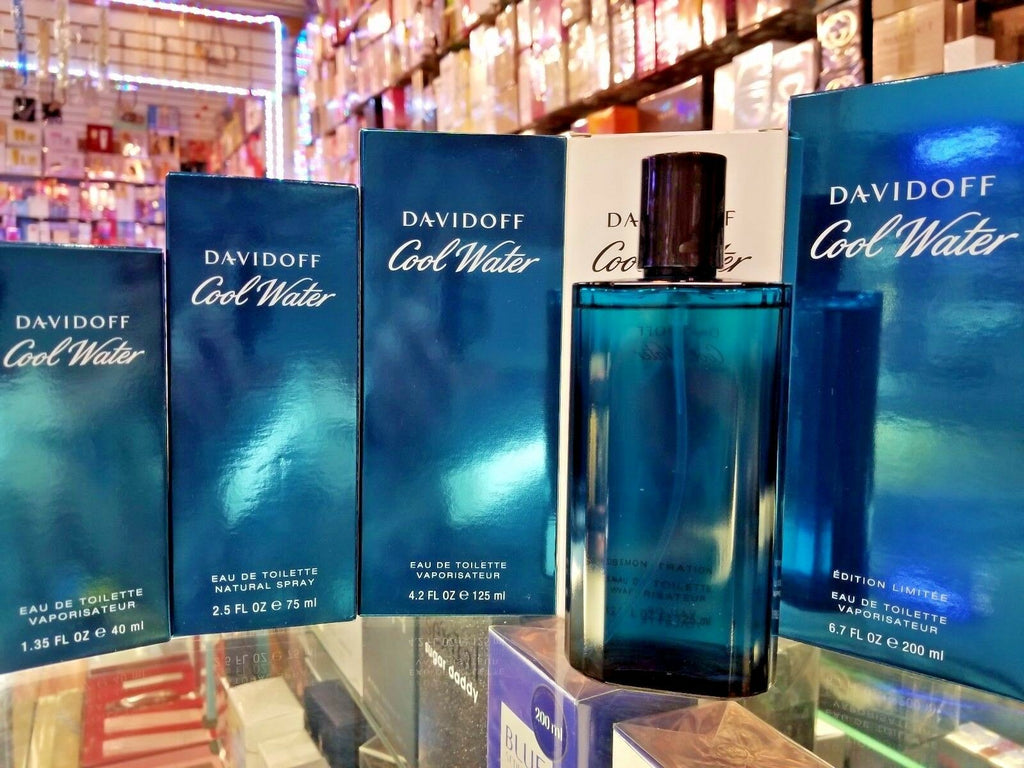 DAVIDOFF
Cool Water
EAU DE TOILETTE
VAPORISATEUR
1.35 FL OZ e 40 ml
DAVIDOFF
Cool Water
EAU DE TOILETTE
NATURAL SPRAY
2.5 FL OZ e 75 ml
DAVIDOFF
Cool Water
EAU DE TOILETTE
VAPORISATEUR
4.2 FL OZ e 125 ml
DAVIDOFF
Cool Water
ÉDITION LIMITÉE
EAU DE TOILETTE
VAPORISATEUR
6.7 FL OZ e 200 ml
sugar daddy
200 ml
BLUE